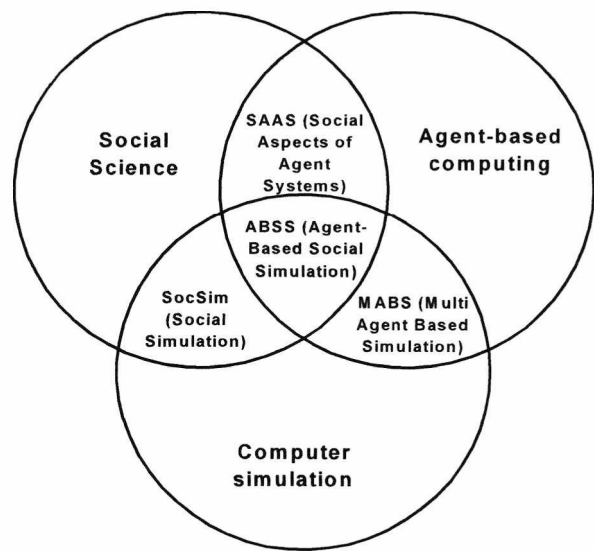 Social
Science
SAAS (Social
Aspects of
Agent
Systems)
Agent-based
computing
ABSS (Agent-
Based Social
Simulation)
SocSim
(Social
Simulation)
MABS (Multi
Agent Based
Simulation)
Computer
simulation